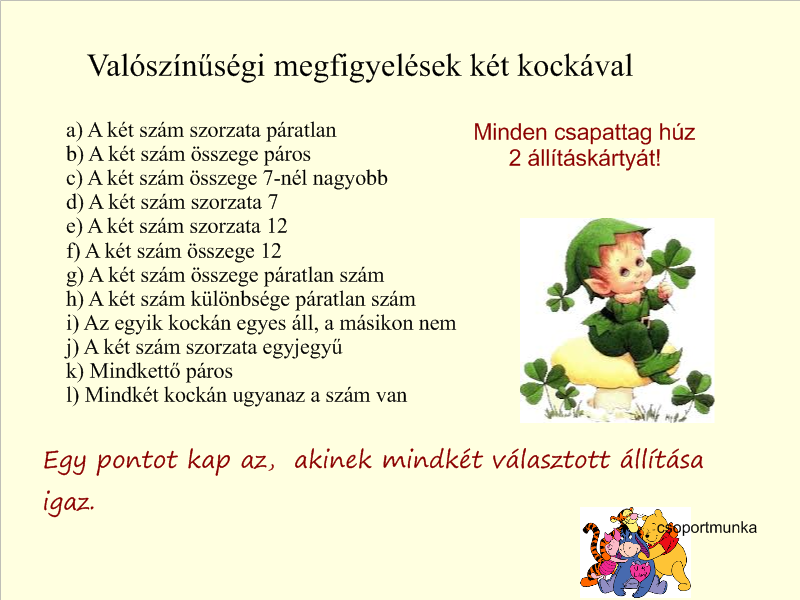 Valószínűségi megfigyelések két kockával
a) A két szám szorzata páratlan
b) A két szám összege páros
c) A két szám összege 7-nél nagyobb
d) A két szám szorzata 7
e) A két szám szorzata 12
f) A két szám összege 12
g) A két szám összege páratlan szám
h) A két szám különbsége páratlan szám
i) Az egyik kockán egyes áll, a másikon nem
j) A két szám szorzata egyjegyű
k) Mindkettő páros
l) Mindkét kockán ugyanaz a szám van
Minden csapattag húz
2 állításkártyát!
Egy pontot kap az, akinek mindkét választott állítása
igaz.
csoportmunka